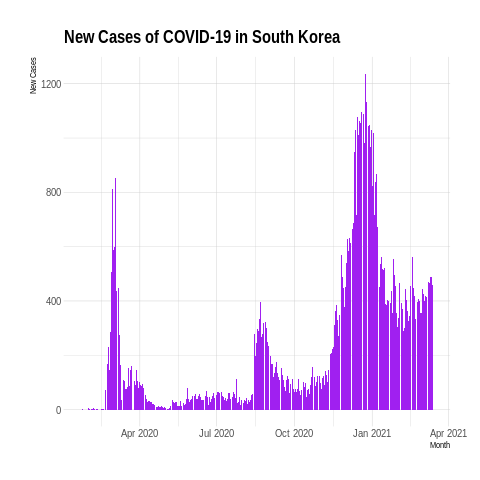 New Cases of COVID-19 in South Korea
New Cases
1200
800
400
0
Apr 2020
Jul 2020
Oct 2020
Jan 2021
Apr 2021
Month